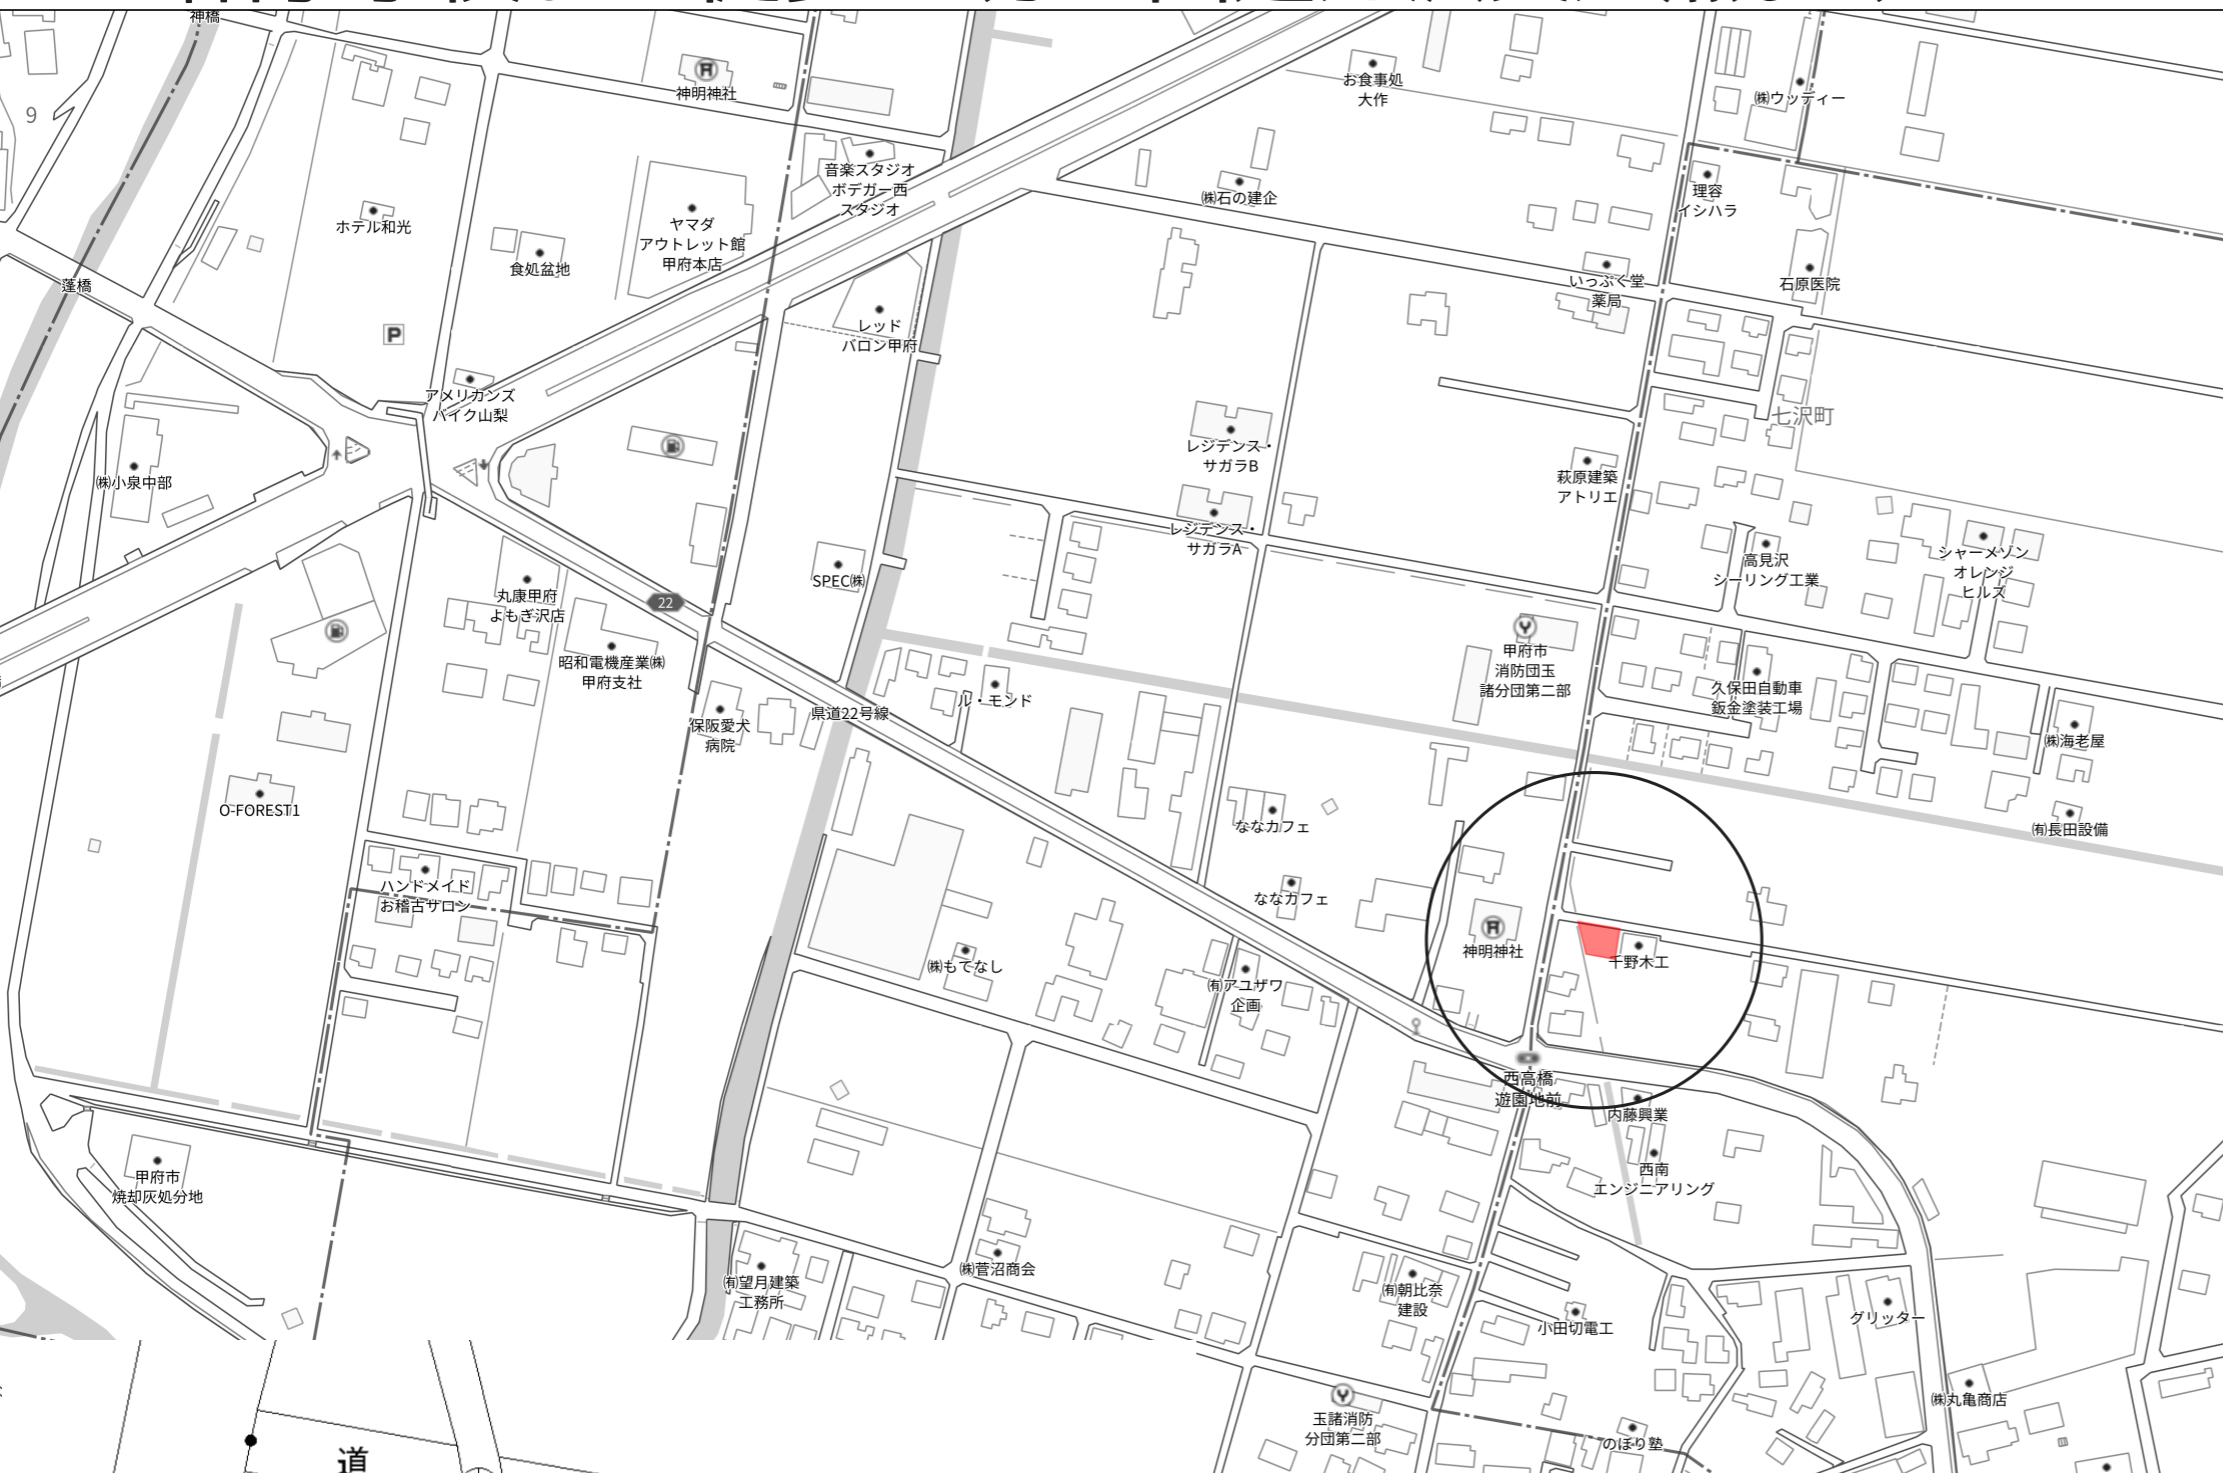 神橋
神明神社
お食事処
大作
㈱ウッディー
9
音楽スタジオ
ボデガー西
スタジオ
ホテル和光
ヤマダ
アウトレット館
甲府本店
食処盆地
㈱石の建企
理容
イシハラ
蓬橋
いっぷく堂
薬局
石原医院
P
レッド
バロン甲府
アメリカンズ
バイク山梨
七沢町
㈱小泉中部
レジデンス・
サガラB
萩原建築
アトリエ
レジデンス・
サガラA
高見沢
シーリング工業
シャーメゾン
オレンジ
ヒルズ
SPEC㈱
丸康甲府
よもぎ沢店
22
昭和電機産業㈱
甲府支社
甲府市
消防団玉
諸分団第二部
久保田自動車
鈑金塗装工場
ル・モンド
県道22号線
保阪愛犬
病院
㈱海老屋
O-FOREST1
ななカフェ
㈲長田設備
ハンドメイド
お稽古サロン
ななカフェ
神明神社
千野木工
㈱もてなし
㈲アユザワ
企画
西高橋
遊園地前
内藤興業
甲府市
焼却灰処分地
西南
エンジニアリング
㈱菅沼商会
㈲望月建築
工務所
㈲朝比奈
建設
小田切電工
グリッター
㈱丸亀商店
玉諸消防
分団第二部
のぼり塾
道